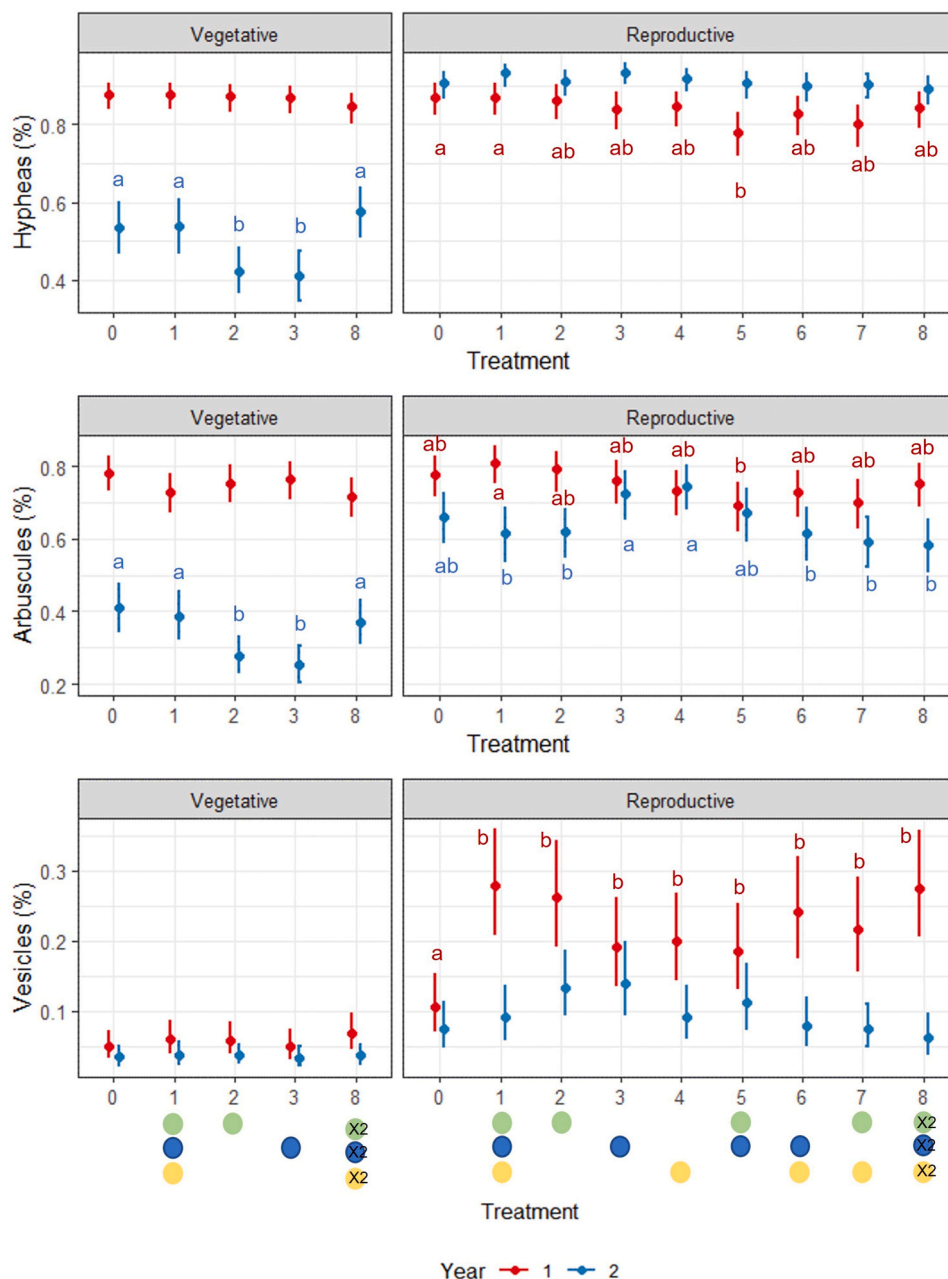 Vegetative Reproductive
Hypheas (%)
0.8
0.6
0.4
a a b b a
a a ab ab ab b ab ab ab
0 1 2 3 8 0 1 2 3 4 5 6 7 8
Treatment
Vegetative Reproductive
Arbuscules (%)
0.8
0.6
0.4
0.2
a a b b a
ab a ab ab ab b ab ab ab
ab b b a a ab b b b
0 1 2 3 8 0 1 2 3 4 5 6 7 8
Treatment
Vegetative Reproductive
Vesicles (%)
0.3
0.2
0.1
a b b b b b b b b
0 1 2 3 8 0 1 2 3 4 5 6 7 8
X2 X2
X2 X2
X2 X2
Treatment
Year 1 2